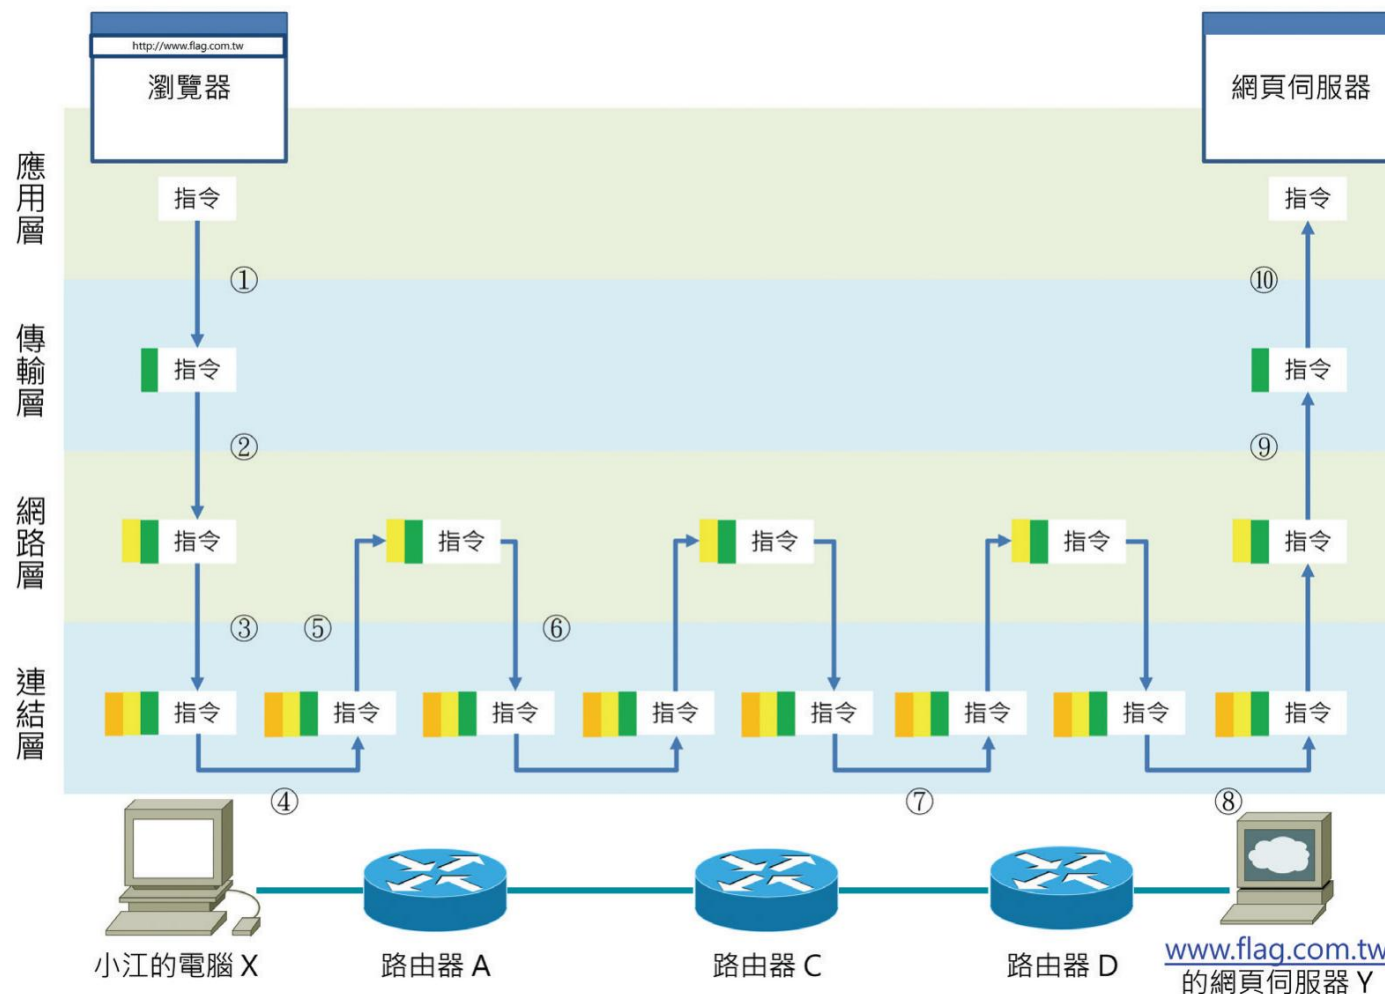 http://www.flag.com.tw
瀏覽器
網頁伺服器
應用層
指令
指令
①
⑩
傳輸層
指令
指令
②
⑨
網路層
指令
指令
指令
指令
指令
③
⑤
⑥
連結層
指令
指令
指令
指令
指令
指令
指令
指令
④
⑦
⑧
小江的電腦 X
路由器 A
路由器 C
路由器 D
www.flag.com.tw
的網頁伺服器 Y